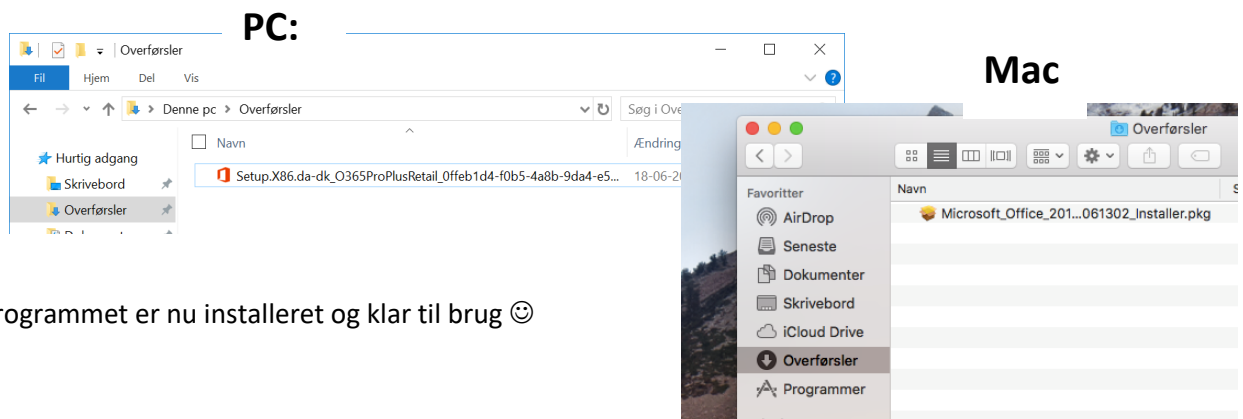 PC:
Overførsler
Fil Hjem Del Vis
Denne pc > Overførsler
Søg i Ove
Navn
Ændring
Hurtig adgang
Skrivebord
Overførsler
Setup.X86.da-dk_O365ProPlusRetail_0ffeb1d4-f0b5-4a8b-9da4-e5... 18-06-20
Mac
Overførsler
Favoritter
AirDrop
Seneste
Dokumenter
Skrivebord
iCloud Drive
Overførsler
Programmer
Navn S
Microsoft_Office_201...061302_Installer.pkg
rogrammet er nu installeret og klar til brug ☺